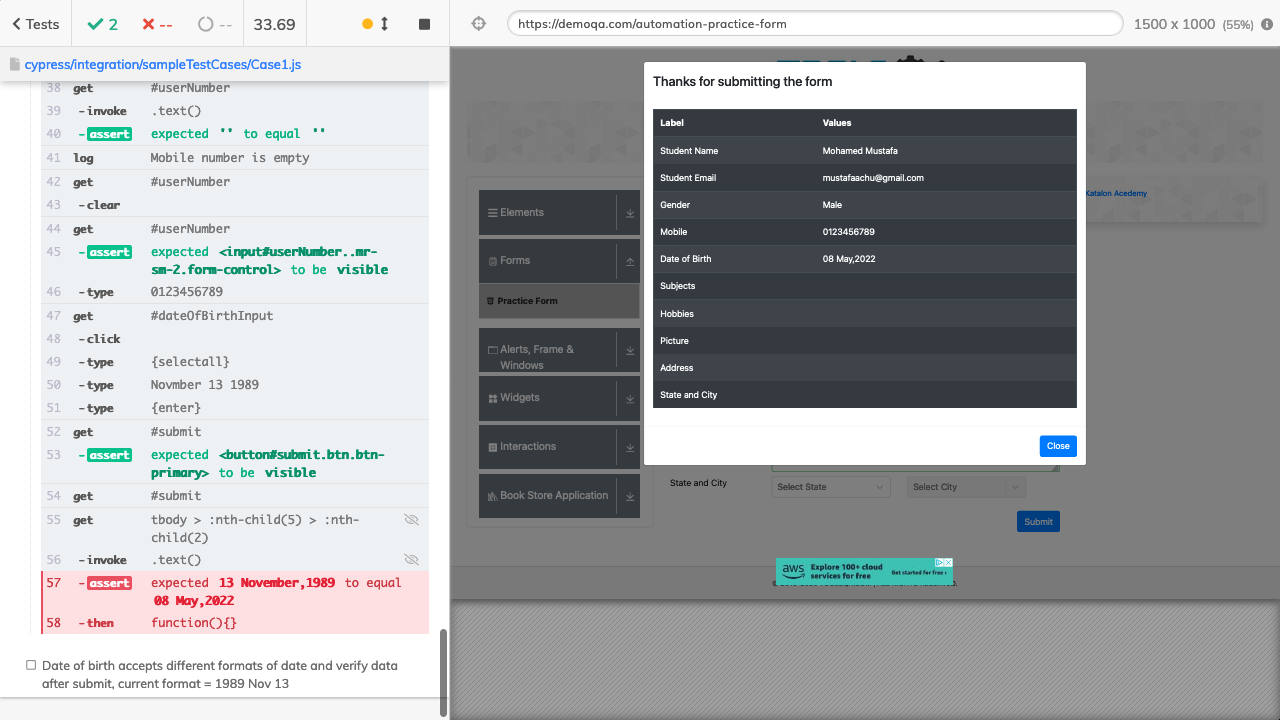 Tests
2
--
--
33.69
https://demoqa.com/automation-practice-form
1500 x 1000 (55%)
cypress/integration/sampleTestCases/Case1.js
38 get #userNumber
39 -invoke .text()
40 -assert expected '' to equal ''
41 log Mobile number is empty
42 get #userNumber
43 -clear
44 get #userNumber
45 -assert expected <input#userNumber..mr-
sm-2.form-control> to be visible
46 -type 0123456789
47 get #dateOfBirthInput
48 -click
49 -type {selectall}
50 -type Novmber 13 1989
51 -type {enter}
52 get #submit
53 -assert expected <button#submit.btn.btn-
primary> to be visible
54 get #submit
55 get tbody > :nth-child(5) > :nth-
child(2)
56 -invoke .text()
57 -assert expected 13 November,1989 to equal
08 May,2022
58 -then function(){}
Date of birth accepts different formats of date and verify data
after submit, current format = 1989 Nov 13
Elements
Forms
Practice Form
Alerts, Frame &
Windows
Widgets
Interactions
Book Store Application
Thanks for submitting the form
Label Values
Student Name Mohamed Mustafa
Student Email mustafaachu@gmail.com
Gender Male
Mobile 0123456789
Date of Birth 08 May,2022
Subjects
Hobbies
Picture
Address
State and City
Close
Katalon Acedemy
State and City Select State Select City
Submit
aws Explore 100+ cloud
services for free
Get started for free ›